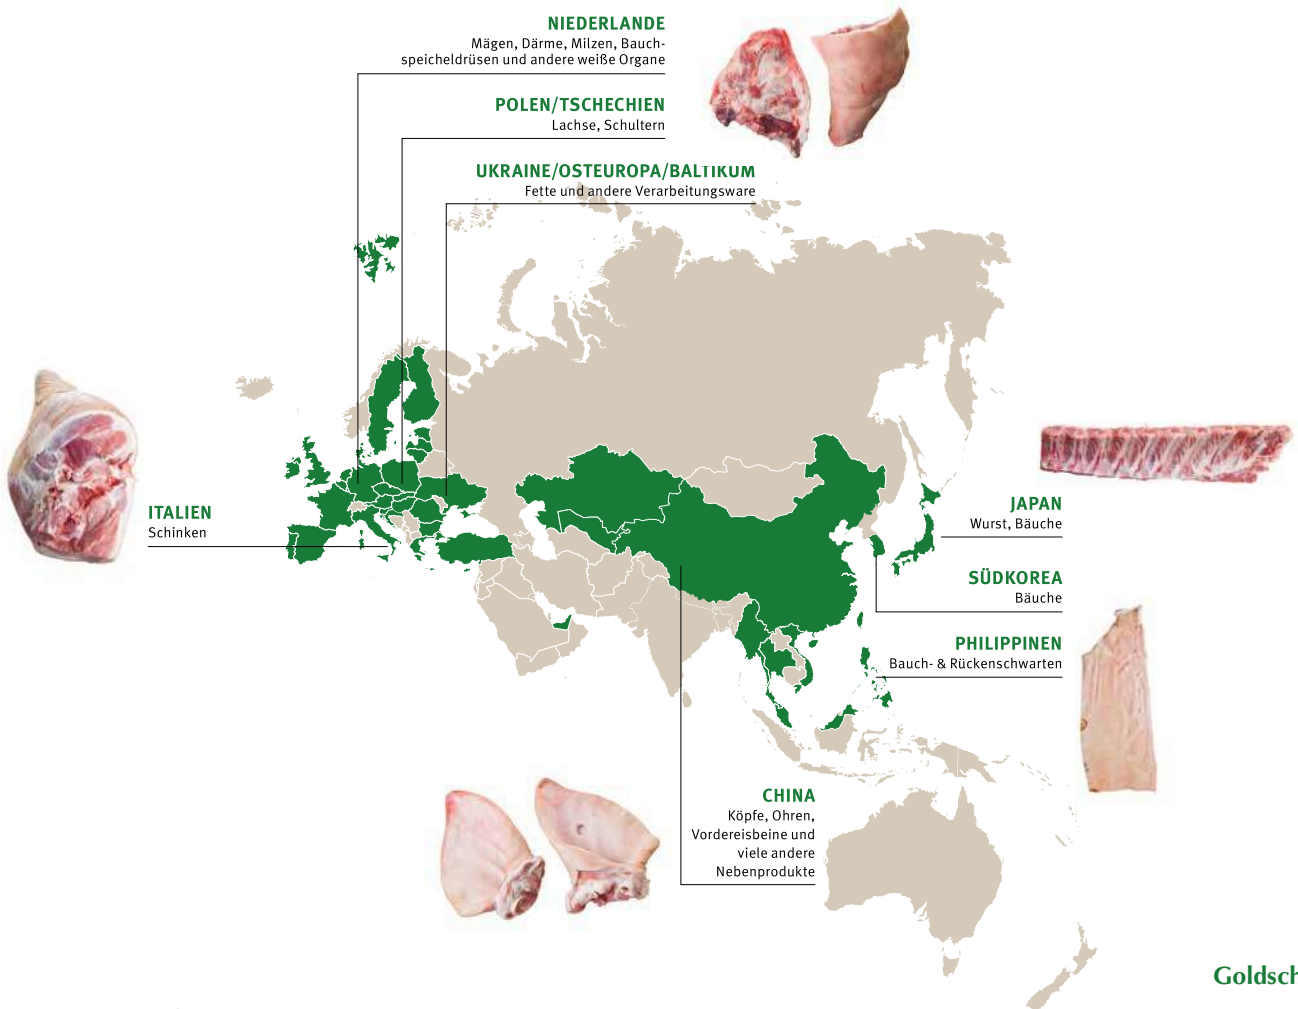 NIEDERLANDE
Mägen, Därme, Milzen, Bauch-
speicheldrüsen und andere weiße Organe
POLEN/TSCHECHIEN
Lachse, Schultern
UKRAINE/OSTEUROPA/BALTIKUM
Fette und andere Verarbeitungsware
ITALIEN
Schinken
JAPAN
Wurst, Bäuche
SÜDKOREA
Bäuche
PHILIPPINEN
Bauch- & Rückenschwarten
CHINA
Köpfe, Ohren,
Vordereisbeine und
viele andere
Nebenprodukte
Goldsch